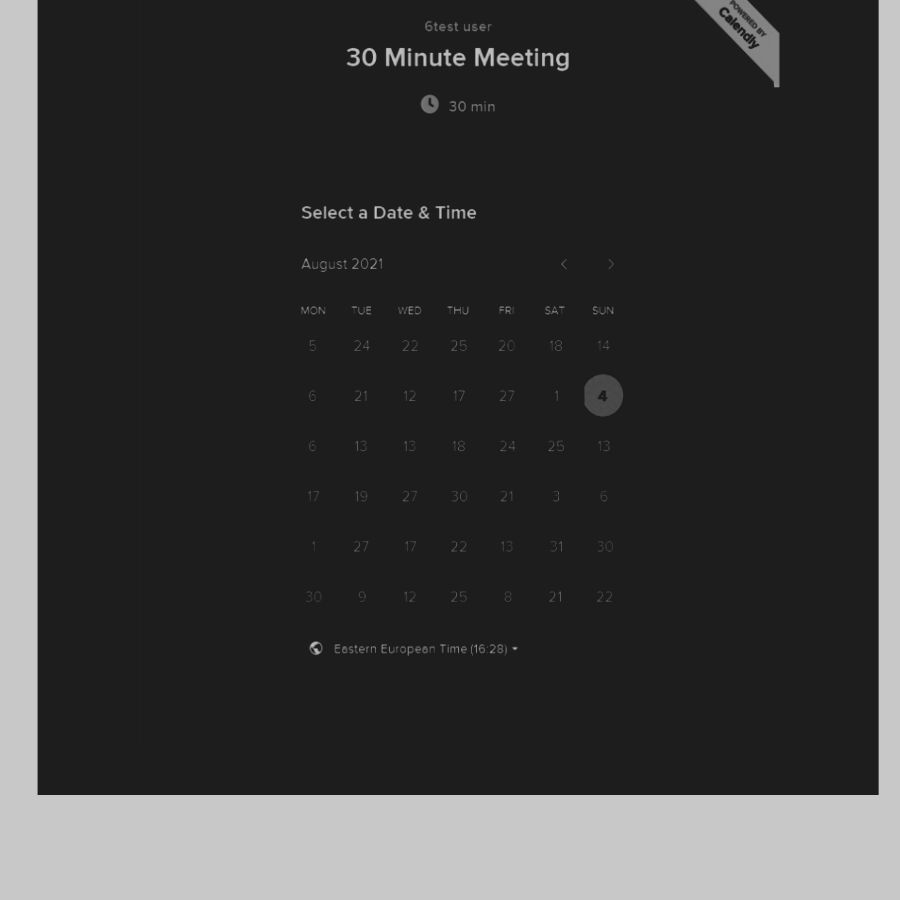 6test user
POWERED BY
Calendly
30 Minute Meeting
30 min
Select a Date & Time
August 2021
MON TUE WED THU FRI SAT SUN
5 24 22 25 20 18 14
6 21 12 17 27 1 4
6 13 13 18 24 25 13
17 19 27 30 21 3 6
1 27 17 22 13 31 30
30 9 12 25 8 21 22
Eastern European Time (16:28)